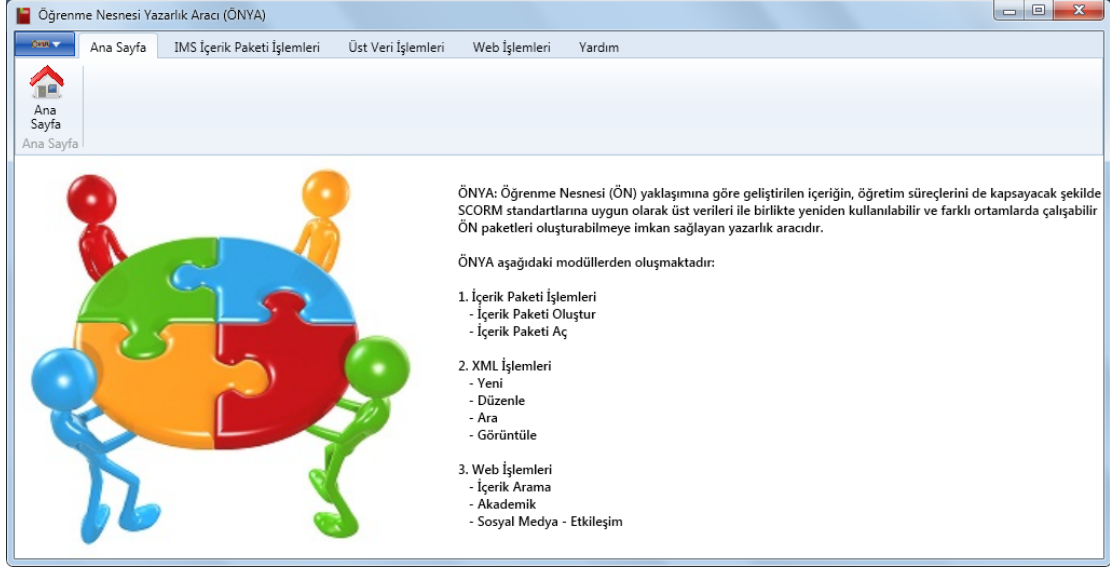 Öğrenme Nesnesi Yazarlık Aracı (ÖNYA)
ÖNYA
Ana Sayfa
IMS İçerik Paketi İşlemleri
Üst Veri İşlemleri
Web İşlemleri
Yardım
Ana
Sayfa
Ana Sayfa
ÖNYA: Öğrenme Nesnesi (ÖN) yaklaşımına göre geliştirilen içeriğin, öğretim süreçlerini de kapsayacak şekilde
SCORM standartlarına uygun olarak üst verileri ile birlikte yeniden kullanılabilir ve farklı ortamlarda çalışabilir
ÖN paketleri oluşturabilmeye imkan sağlayan yazarlık aracıdır.
ÖNYA aşağıdaki modüllerden oluşmaktadır:
1. İçerik Paketi İşlemleri
- İçerik Paketi Oluştur
- İçerik Paketi Aç
2. XML İşlemleri
- Yeni
- Düzenle
- Ara
- Görüntüle
3. Web İşlemleri
- İçerik Arama
- Akademik
- Sosyal Medya - Etkileşim